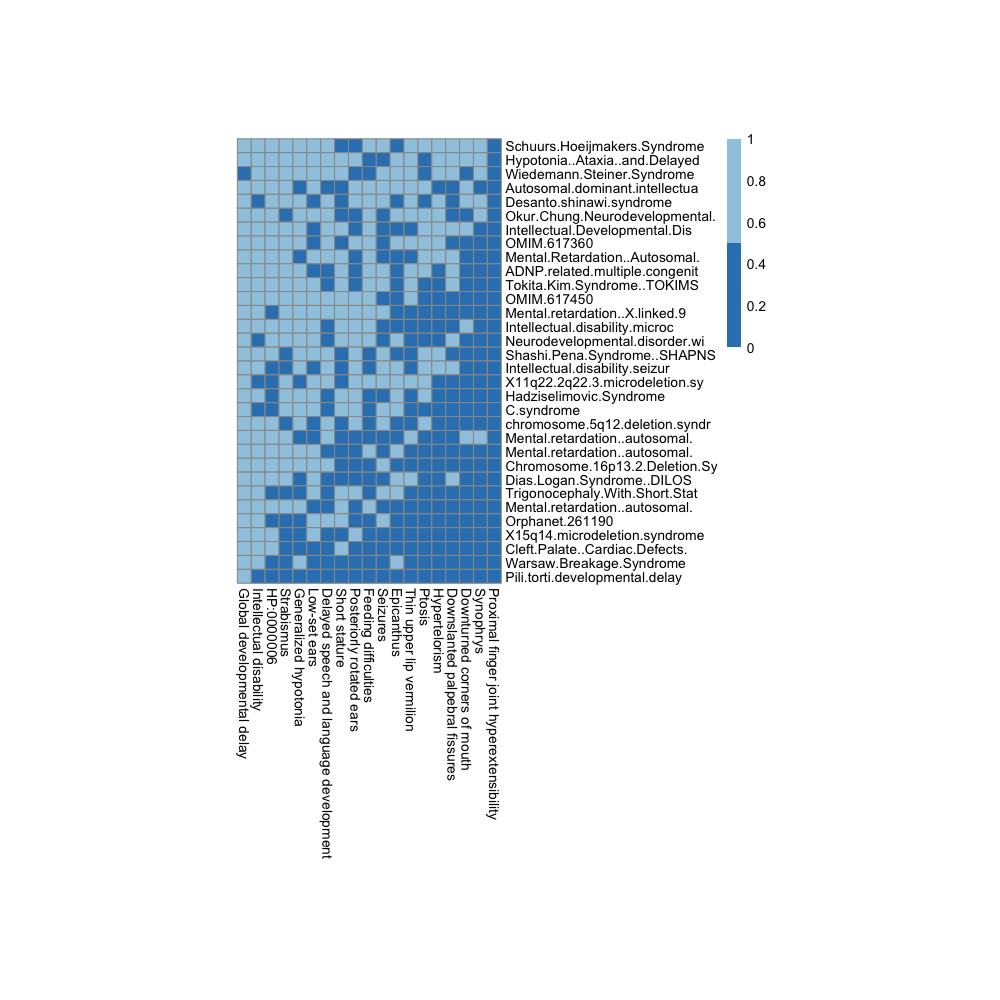 Schuurs.Hoeijmakers.Syndrome
Hypotonia..Ataxia..and.Delayed
Wiedemann.Steiner.Syndrome
Autosomal.dominant.intellectua
Desanto.shinawi.syndrome
Okur.Chung.Neurodevelopmental.
Intellectual.Developmental.Dis
OMIM.617360
Mental.Retardation..Autosomal.
ADNP.related.multiple.congenit
Tokita.Kim.Syndrome..TOKIMS
OMIM.617450
Mental.retardation..X.linked.9
Intellectual.disability.microc
Neurodevelopmental.disorder.wi
Shashi.Pena.Syndrome..SHAPNS
Intellectual.disability.seizur
X11q22.2q22.3.microdeletion.sy
Hadziselimovic.Syndrome
C.syndrome
chromosome.5q12.deletion.syndr
Mental.retardation..autosomal.
Mental.retardation..autosomal.
Chromosome.16p13.2.Deletion.Sy
Dias.Logan.Syndrome..DILOS
Trigonocephaly.With.Short.Stat
Mental.retardation..autosomal.
Orphanet.261190
X15q14.microdeletion.syndrome
Cleft.Palate..Cardiac.Defects.
Warsaw.Breakage.Syndrome
Pili.torti.developmental.delay
1
0.8
0.6
0.4
0.2
0
Global developmental delay
Intellectual disability
HP:0000006
Strabismus
Generalized hypotonia
Low-set ears
Delayed speech and language development
Short stature
Posteriorly rotated ears
Feeding difficulties
Seizures
Epicanthus
Thin upper lip vermilion
Ptosis
Hypertelorism
Downslanted palpebral fissures
Downturned corners of mouth
Synophrys
Proximal finger joint hyperextensibility